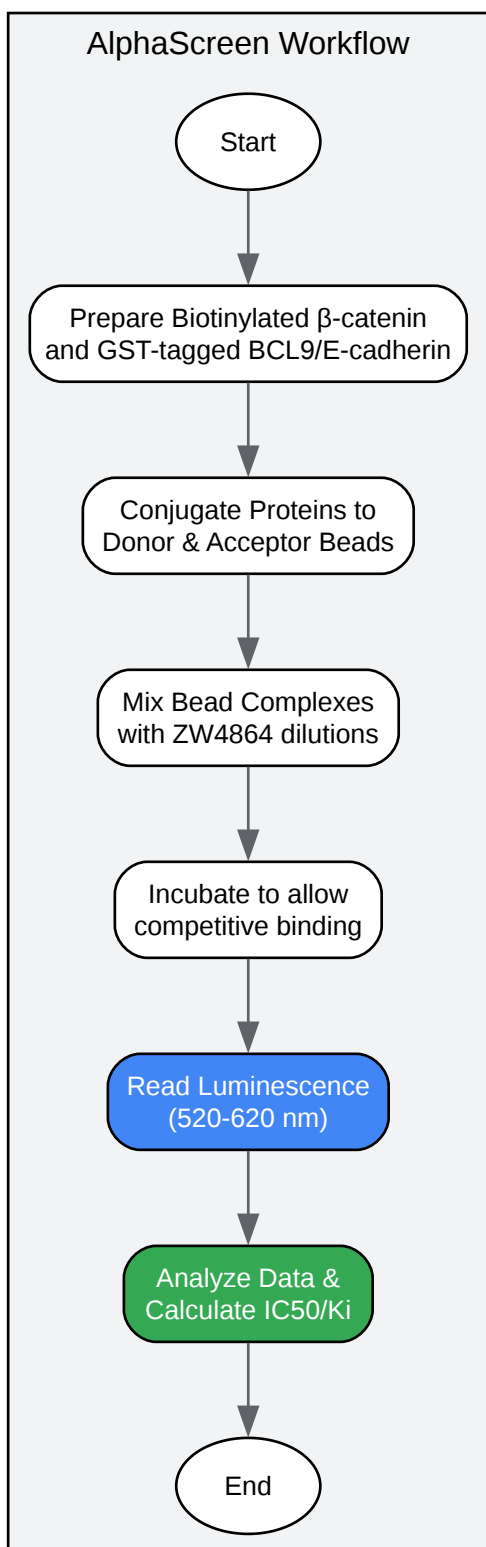 AlphaScreen Workflow
Start
Prepare Biotinylated β-catenin
and GST-tagged BCL9/E-cadherin
Conjugate Proteins to
Donor & Acceptor Beads
Mix Bead Complexes
with ZW4864 dilutions
Incubate to allow
competitive binding
Read Luminescence
(520-620 nm)
Analyze Data &
Calculate IC50/Ki
End